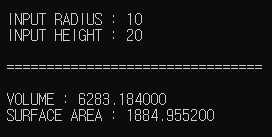 INPUT RADIUS : 10
INPUT HEIGHT : 20
================================
VOLUME : 6283.184000
SURFACE AREA : 1884.955200